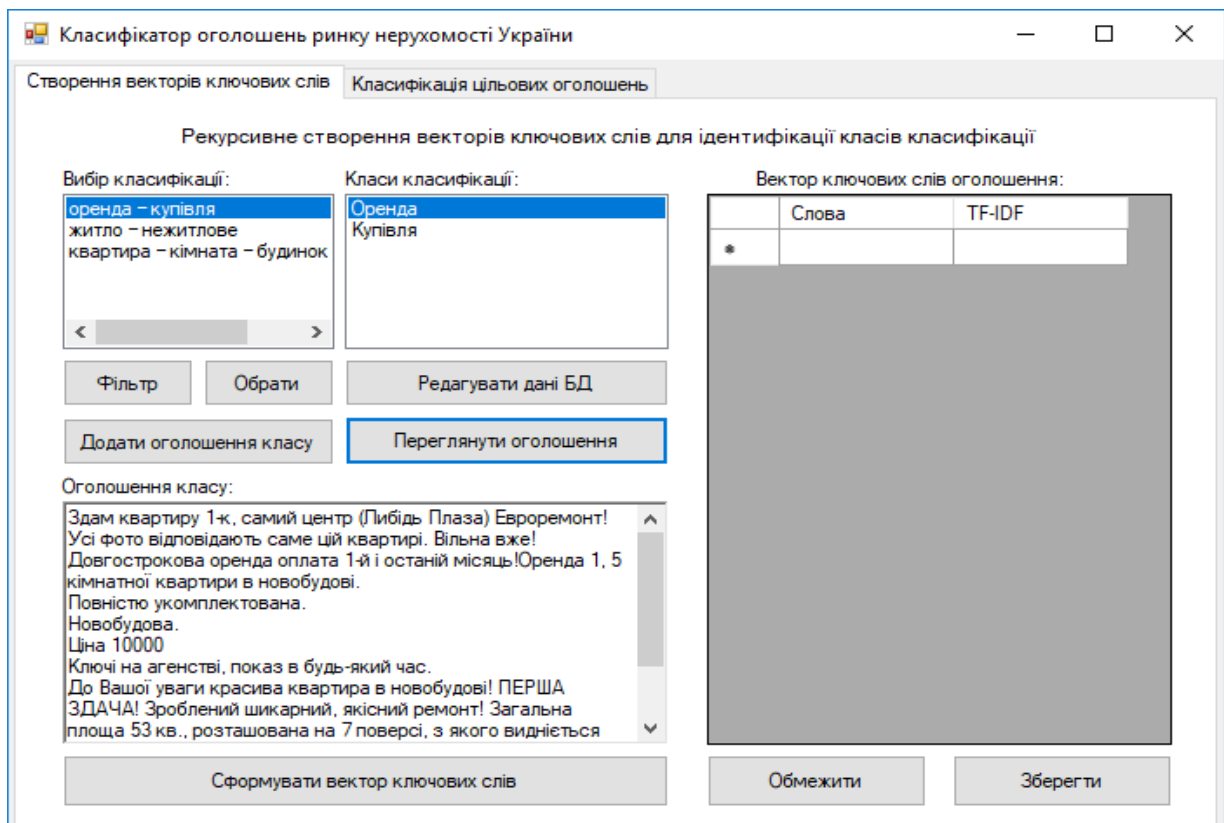 Класифікатор оголошень ринку нерухомості України
Створення векторів ключових слів
Класифікація цільових оголошень
Рекурсивне створення векторів ключових слів для ідентифікації класів класифікації
Вибір класифікації:
Класи класифікації:
Вектор ключових слів оголошення:
оренда – купівля
житло – нежитлове
квартира – кімната – будинок
Оренда
Купівля
Слова
TF-IDF
Фільтр
Обрати
Редагувати дані БД
Додати оголошення класу
Переглянути оголошення
Оголошення класу:
Здам квартиру 1-к, самий центр (Либідь Плаза) Евроремонт!
Усі фото відповідають саме цій квартирі. Вільна вже!
Довгострокова оренда оплата 1-й і останій місяць!Оренда 1, 5
кімнатної квартири в новобудові.
Повністю укомплектована.
Новобудова.
Ціна 10000
Ключі на агенстві, показ в будь-який час.
До Вашої уваги красива квартира в новобудові! ПЕРША
ЗДАЧА! Зроблений шикарний, якісний ремонт! Загальна
площа 53 кв., розташована на 7 поверсі, з якого видніється
Сформувати вектор ключових слів
Обмежити
Зберегти